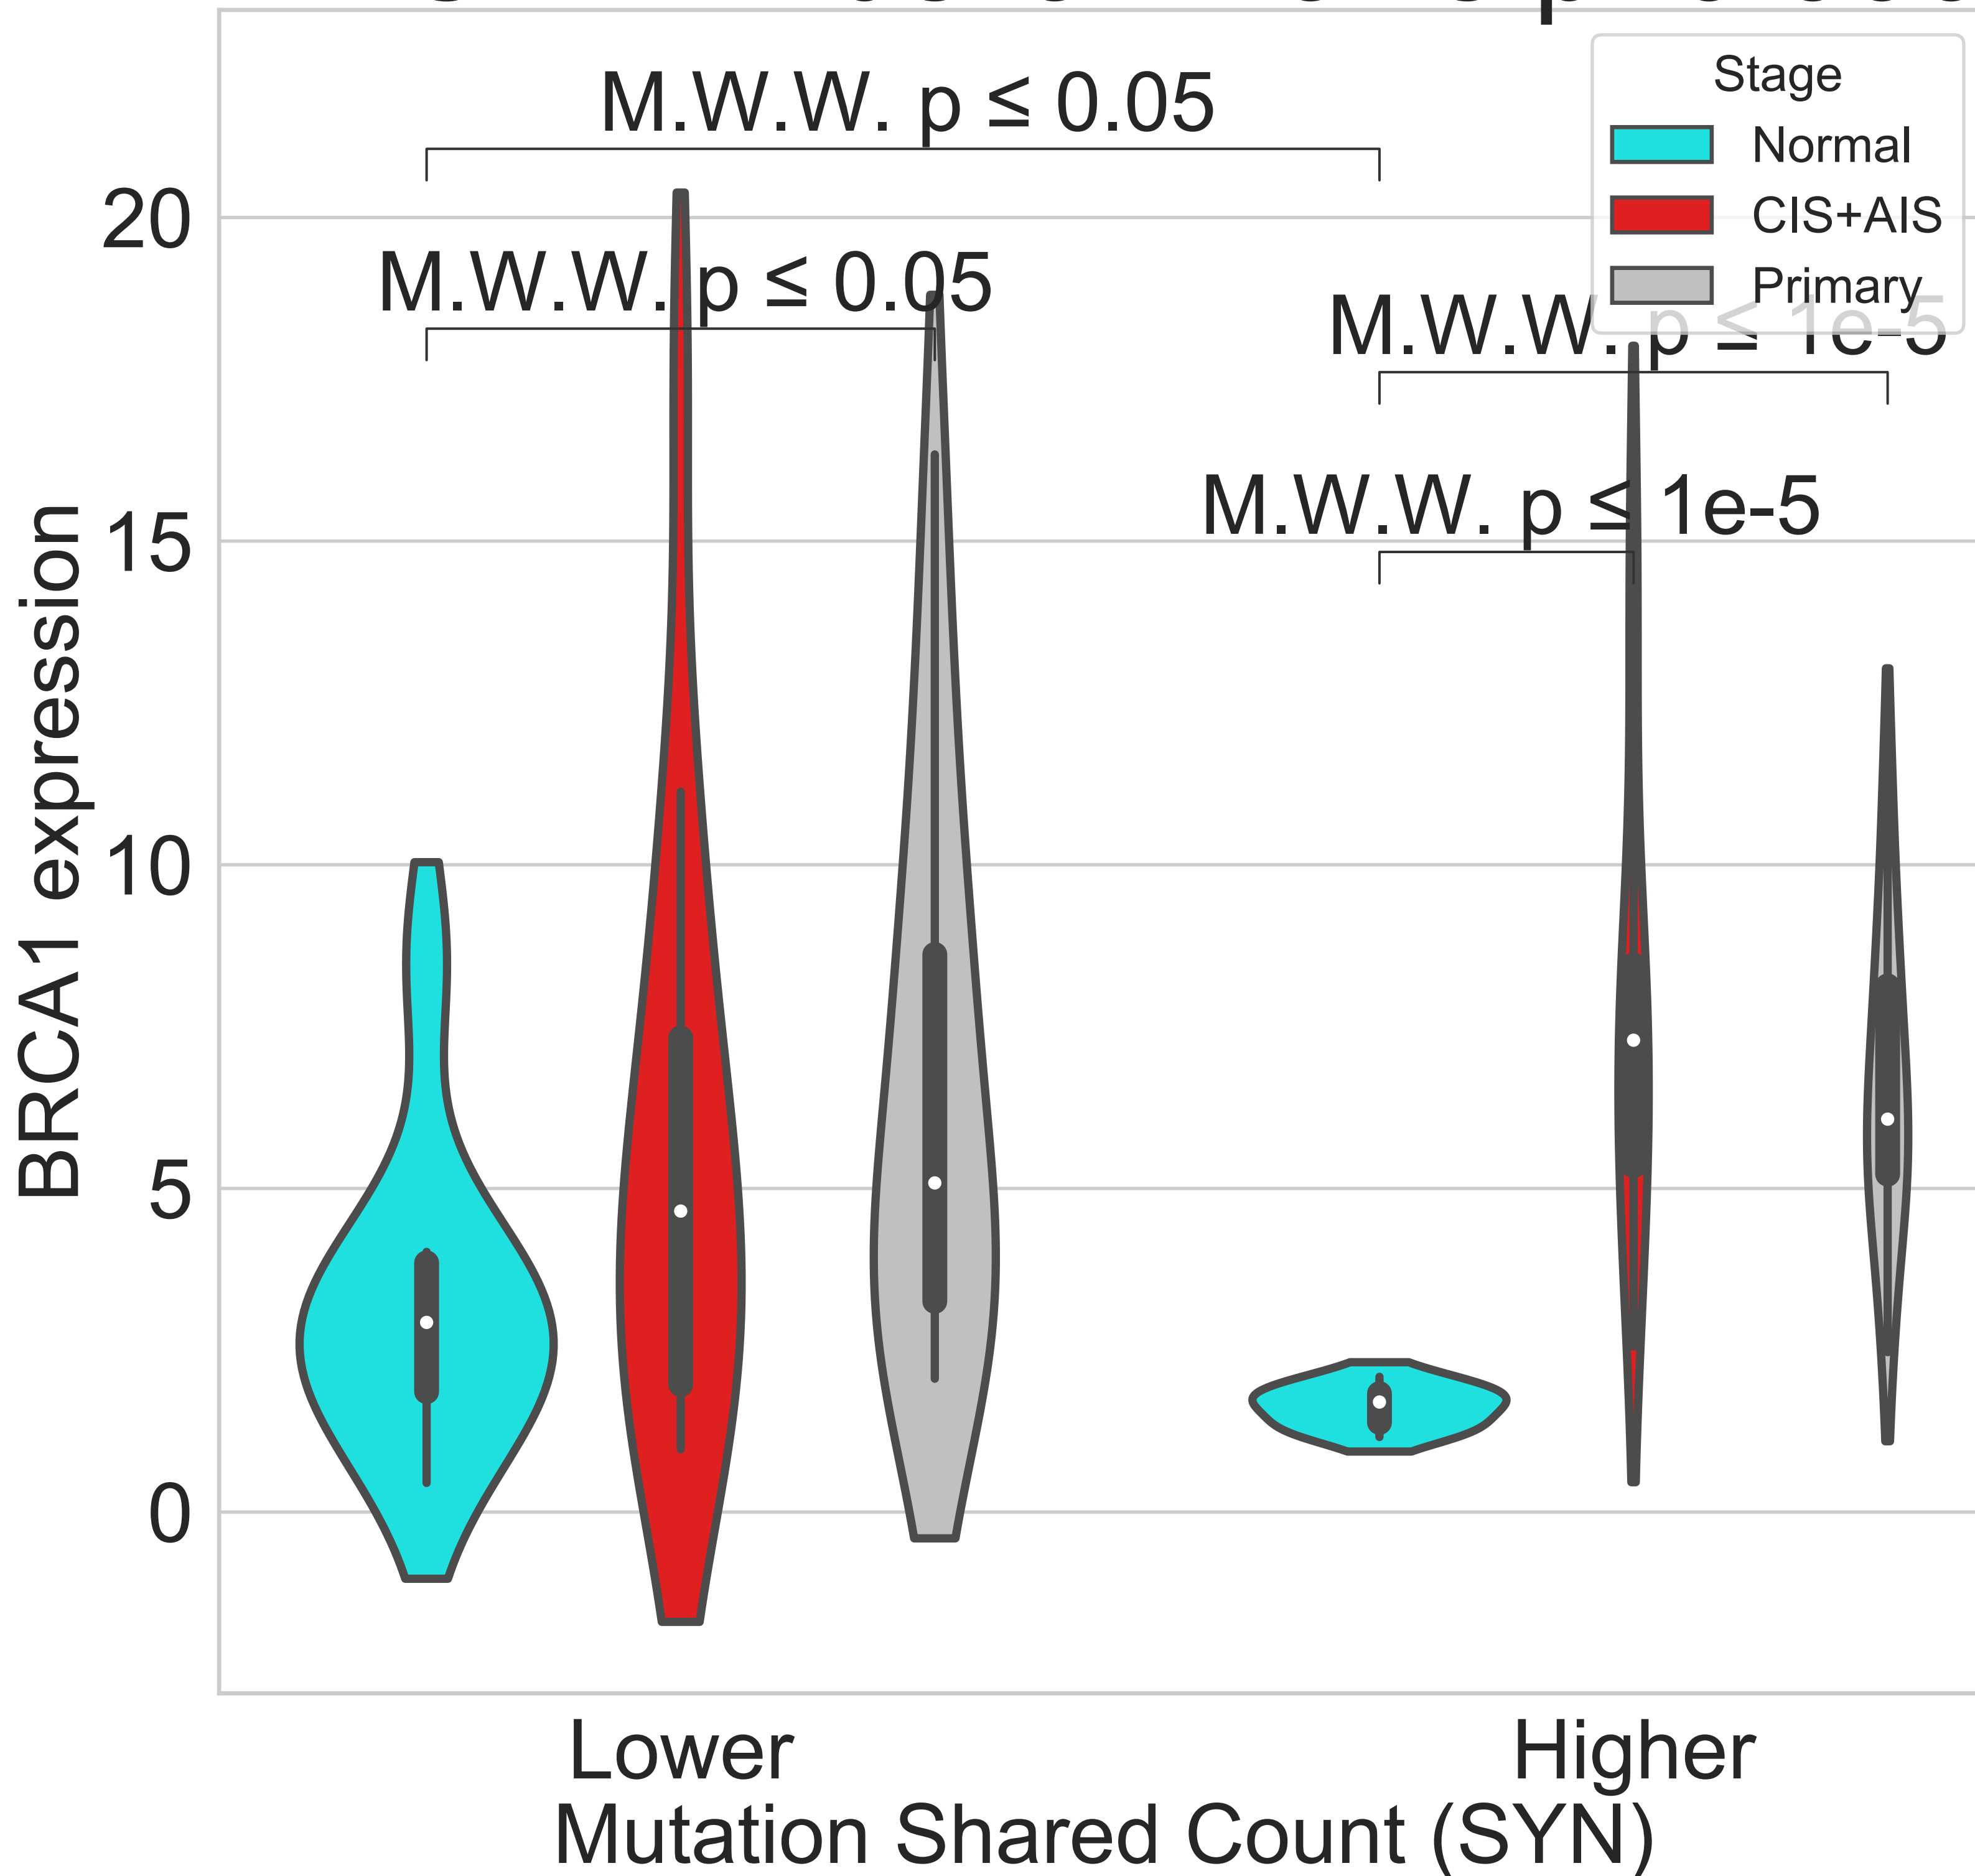 M.W.W. p ≤ 0.05
Stage
Normal
CIS+AIS
Primary
20
M.W.W. p ≤ 0.05
M.W.W. p ≤ 1e-5
M.W.W. p ≤ 1e-5
15
10
5
0
BRCA1 expression
Lower
Higher
Mutation Shared Count (SYN)